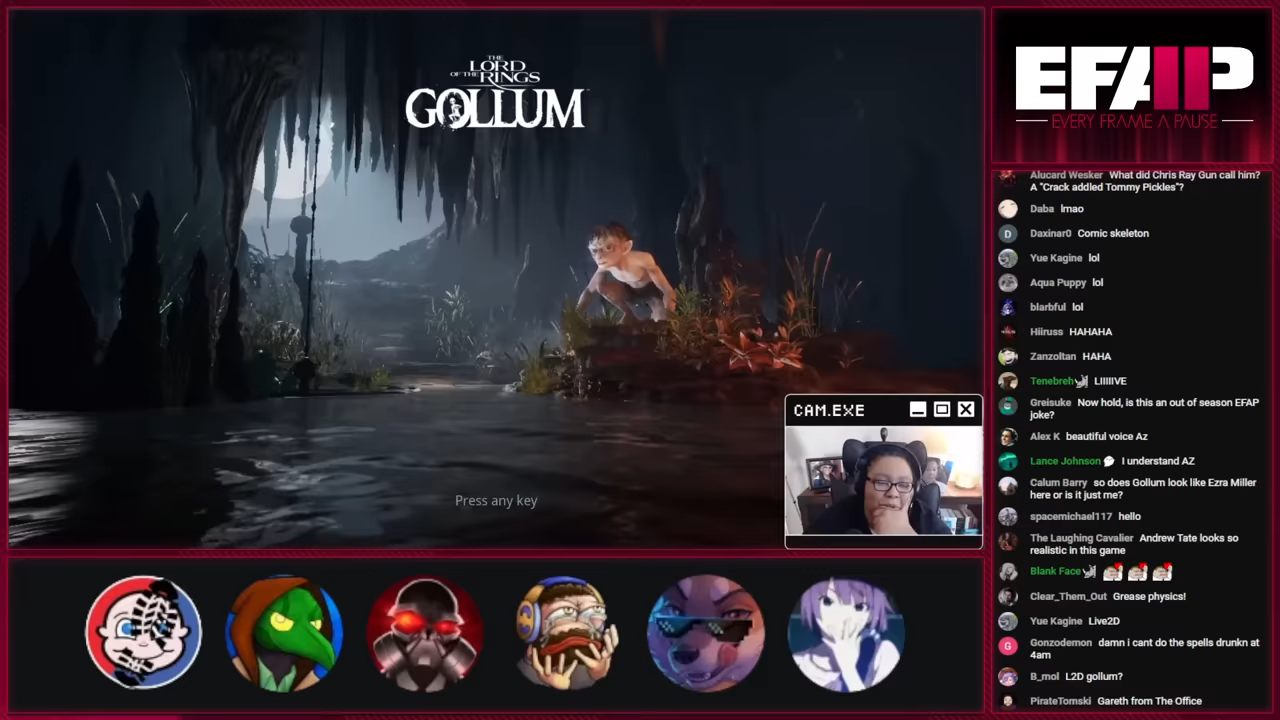 THE
LORD
OF THE RINGS
GOLLUM
Press any key
CAM.EXE
EFAP
EVERY FRAME A PAUSE
Alucard Wesker What did Chris Ray Gun call him?
A "Crack addled Tommy Pickles"?
Daba lmao
D Daxinar0 Comic skeleton
Yue Kagine lol
Aqua Puppy lol
blarbful lol
Hiiruss HAHAHA
Zanzoltan HAHA
Tenebreh LIIIIIVE
Greisuke Now hold, is this an out of season EFAP
joke?
Alex K beautiful voice Az
Lance Johnson I understand AZ
Calum Barry so does Gollum look like Ezra Miller
here or is it just me?
spacemichael117 hello
The Laughing Cavalier Andrew Tate looks so
realistic in this game
Blank Face
Clear_Them_Out Grease physics!
Yue Kagine Live2D
G Gonzodemon damn i cant do the spells drunkn at
4am
B_mol L2D gollum?
PirateTomski Gareth from The Office